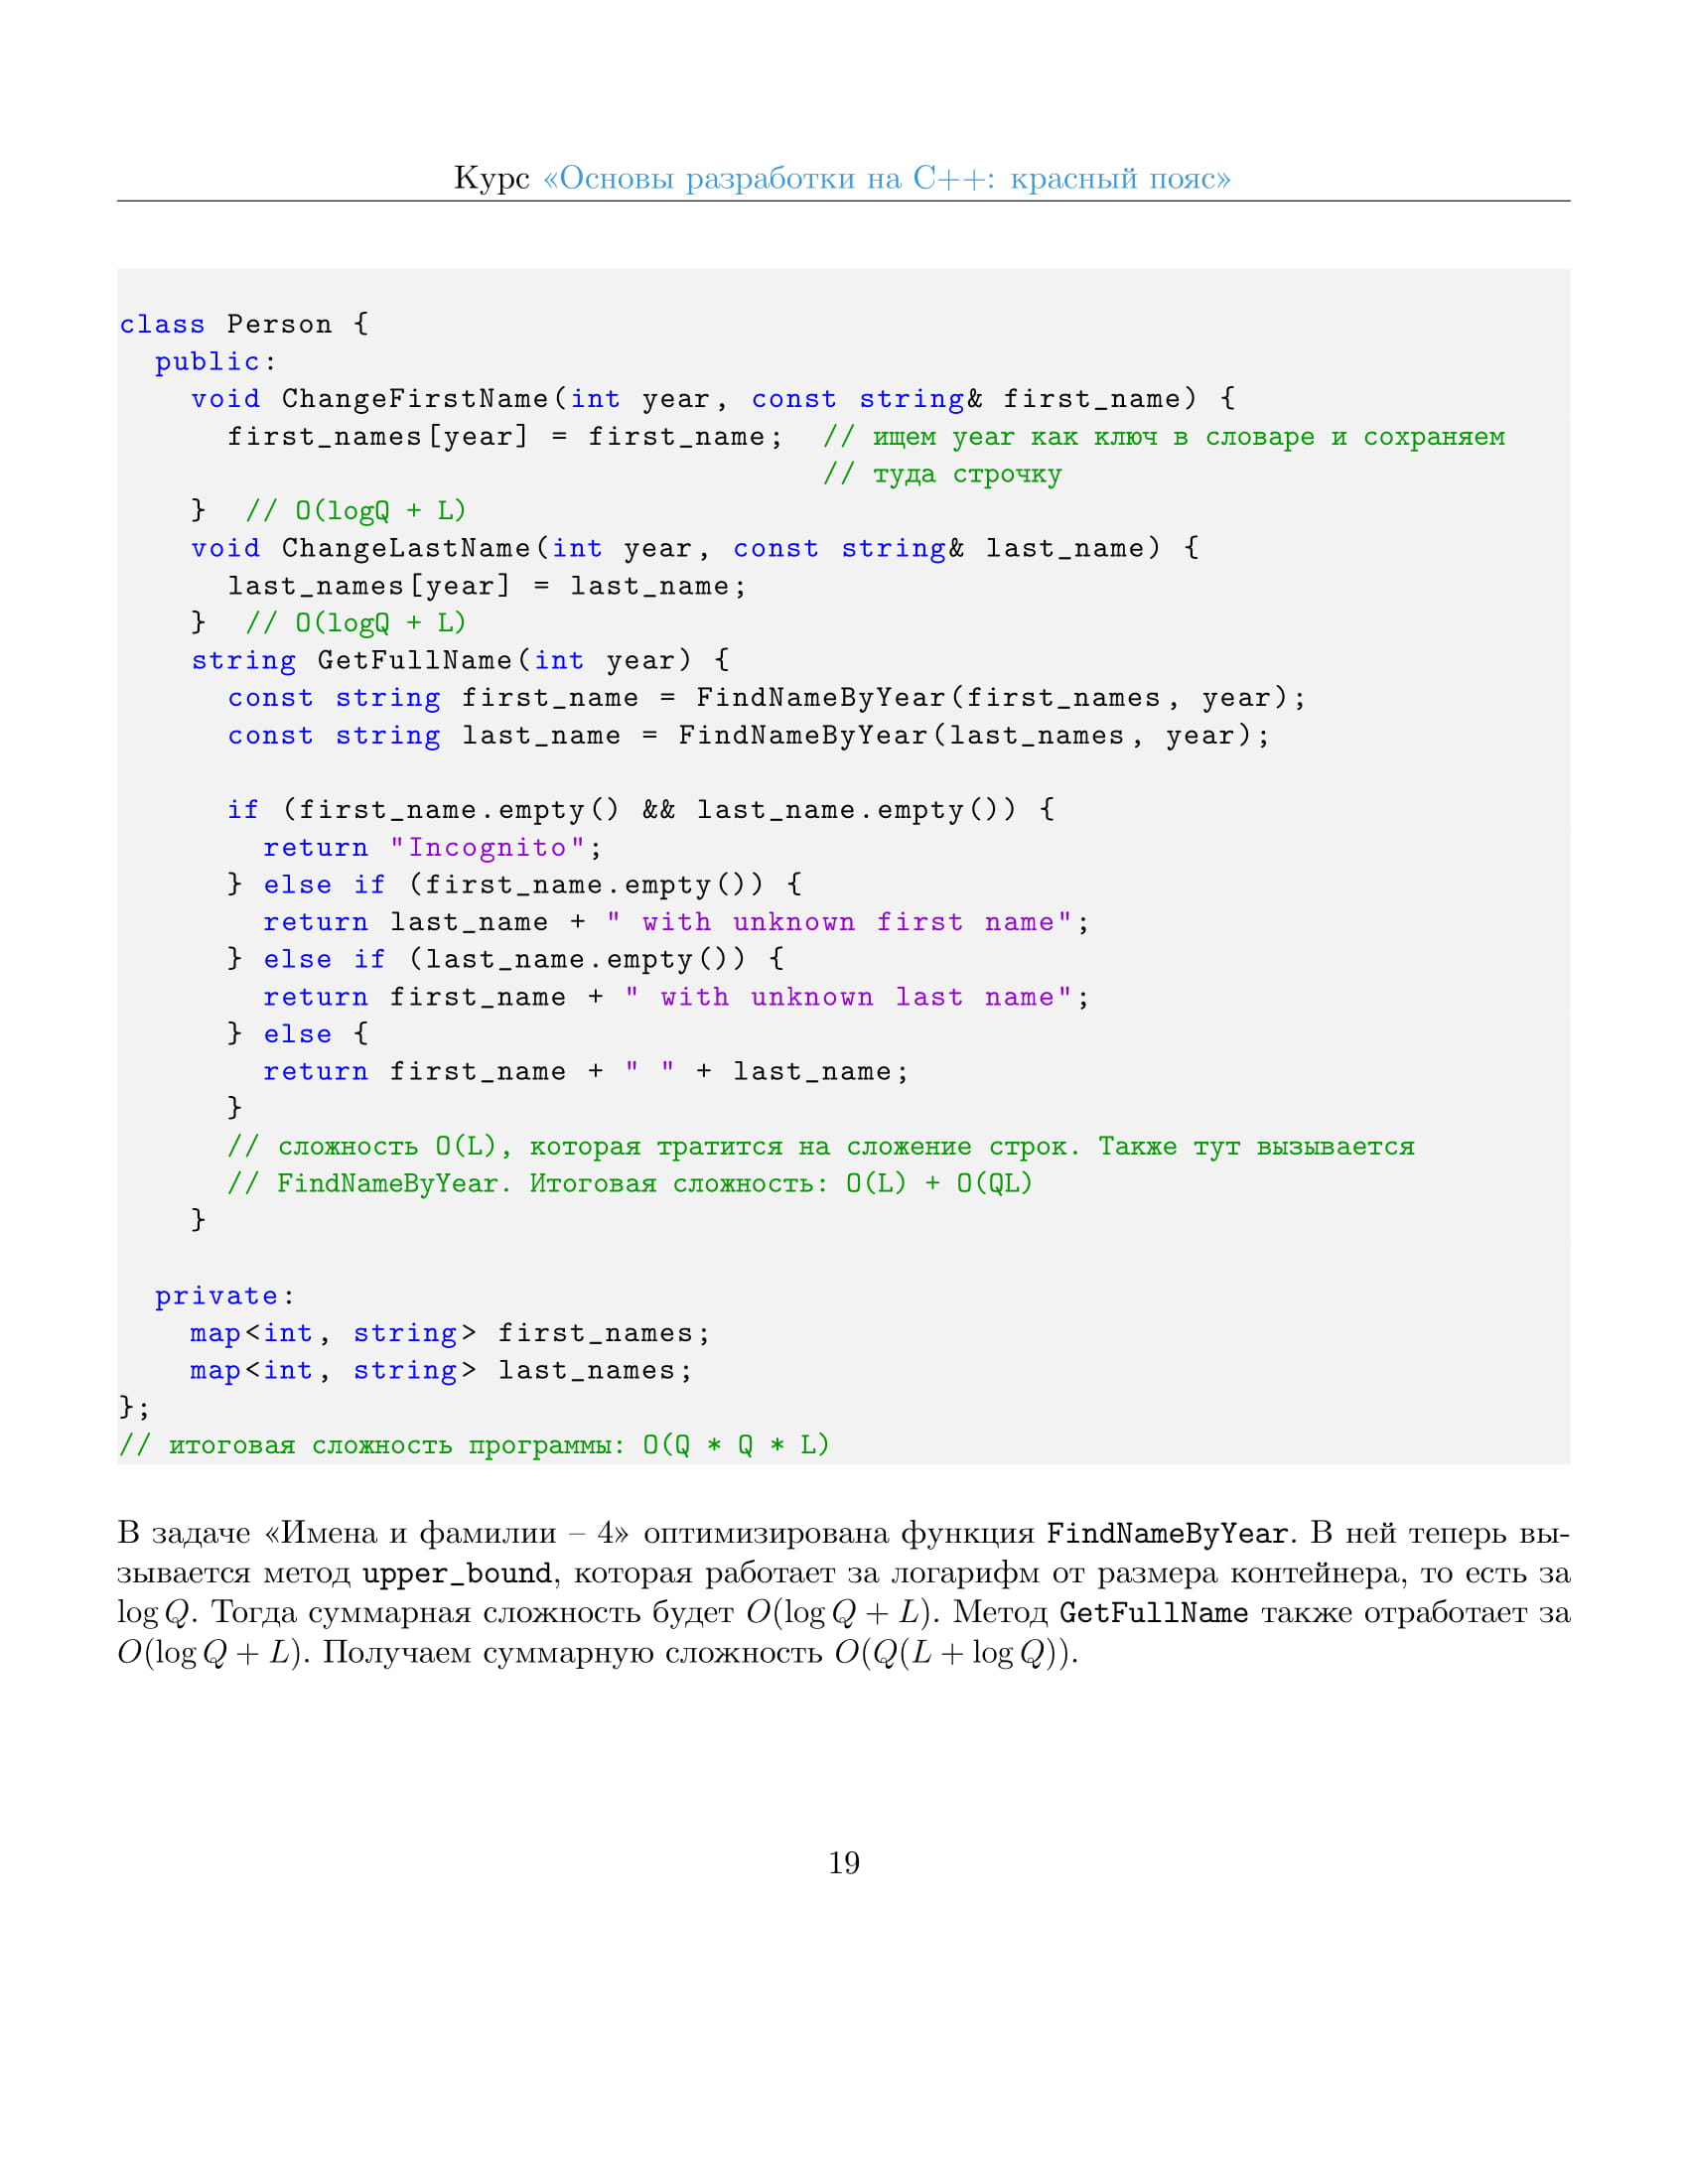 Курс «Основы разработки на C++: красный пояс»
class Person {
  public:
    void ChangeFirstName(int year, const string& first_name) {
      first_names[year] = first_name;  // ищем year как ключ в словаре и сохраняем
                                       // туда строчку
    }  // O(logQ + L)
    void ChangeLastName(int year, const string& last_name) {
      last_names[year] = last_name;
    }  // O(logQ + L)
    string GetFullName(int year) {
      const string first_name = FindNameByYear(first_names, year);
      const string last_name = FindNameByYear(last_names, year);

      if (first_name.empty() && last_name.empty()) {
        return "Incognito";
      } else if (first_name.empty()) {
        return last_name + " with unknown first name";
      } else if (last_name.empty()) {
        return first_name + " with unknown last name";
      } else {
        return first_name + " " + last_name;
      }
      // сложность O(L), которая тратится на сложение строк. Также тут вызывается
      // FindNameByYear. Итоговая сложность: O(L) + O(QL)
    }

  private:
    map<int, string> first_names;
    map<int, string> last_names;
};
// итоговая сложность программы: O(Q * Q * L)
В задаче «Имена и фамилии – 4» оптимизирована функция FindNameByYear. В ней теперь вы-
зывается метод upper_bound, которая работает за логарифм от размера контейнера, то есть за
log Q. Тогда суммарная сложность будет O(log Q + L). Метод GetFullName также отработает за
O(log Q + L). Получаем суммарную сложность O(Q(L + log Q)).
19